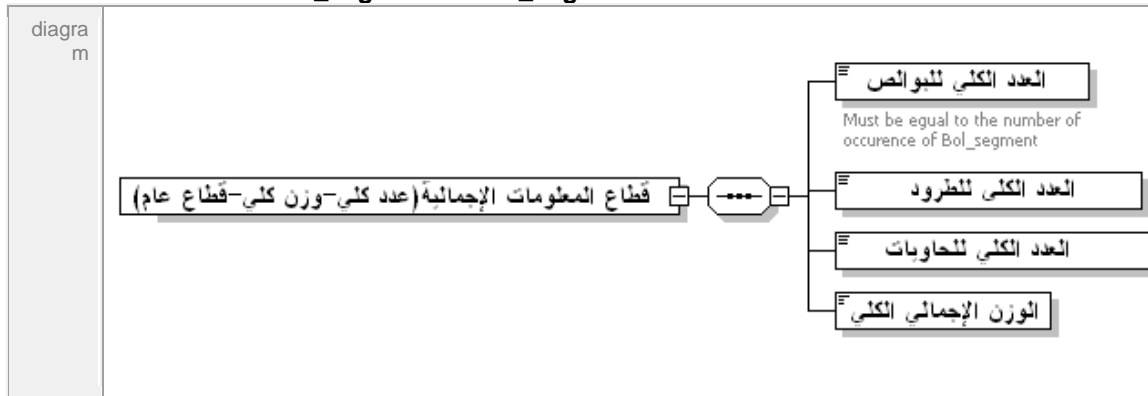 diagra
m
العدد الكلي للبوالص
Must be egual to the number of
occurence of Bol_segment
قطاع المعلومات الإجمالية(عدد كلي-وزن كلي-قطاع عام)
العدد الكلى للطرود
العدد الكلي للحاويات
الوزن الإجمالي الكلي